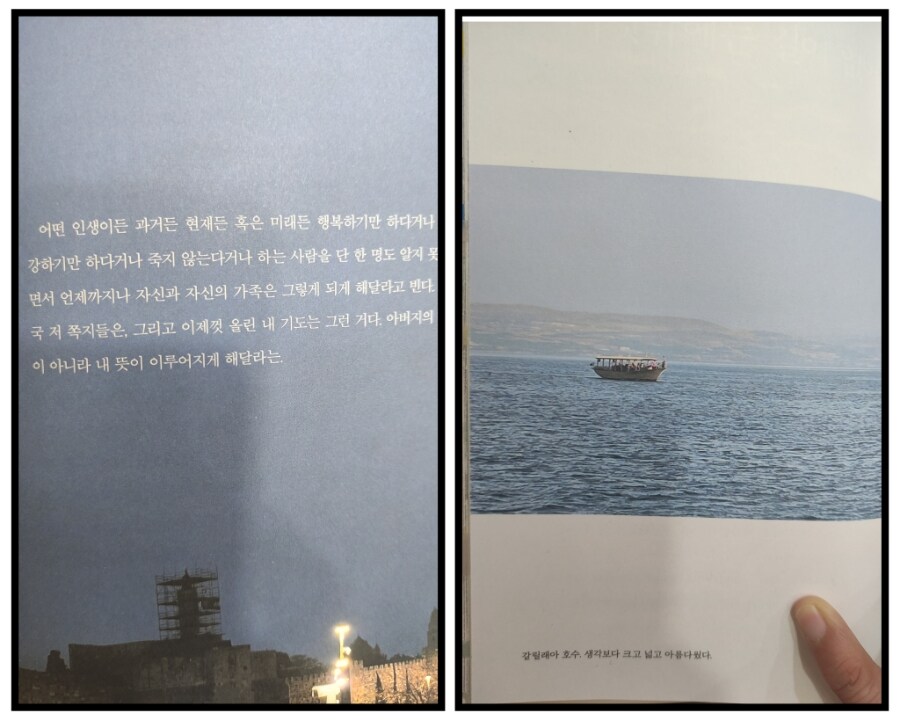 어떤 인생이든 과거든 현재든 혹은 미래든 행복하기만 하다거나
강하기만 하다거나 죽지 않는다거나 하는 사람을 단 한 명도 알지 못
면서 언제까지나 자신과 자신의 가족은 그렇게 되게 해달라고 빈다.
국 저 쪽지들은, 그리고 이제껏 올린 내 기도는 그런 거다. 아버지의
이 아니라 내 뜻이 이루어지게 해달라는.
갈릴래아 호수. 생각보다 크고 넓고 아름다웠다.